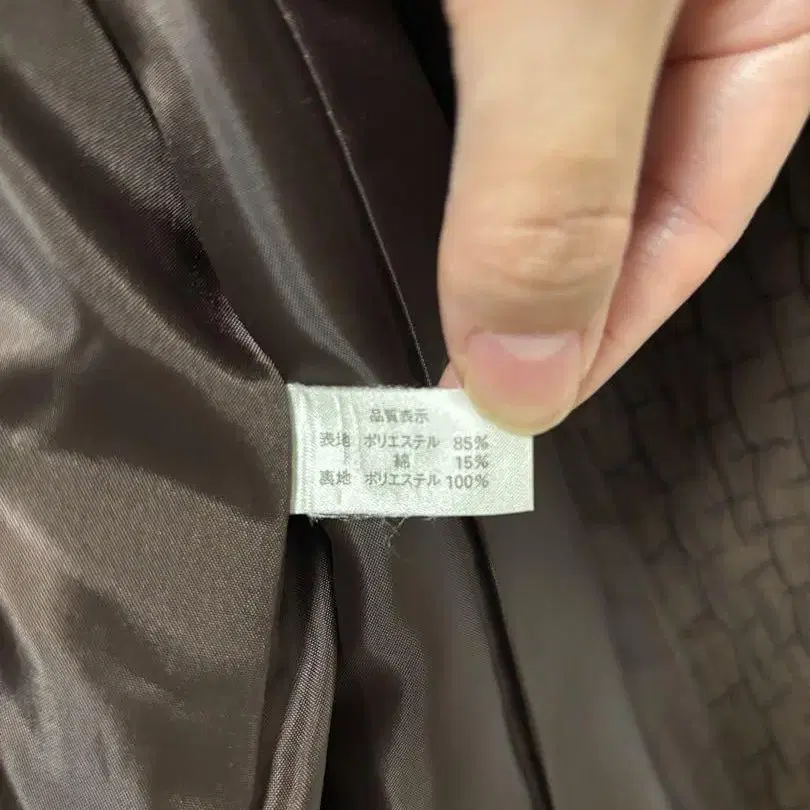 品質表示
表地 ポリエステル 85%
綿 15%
裏地 ポリエステル 100%